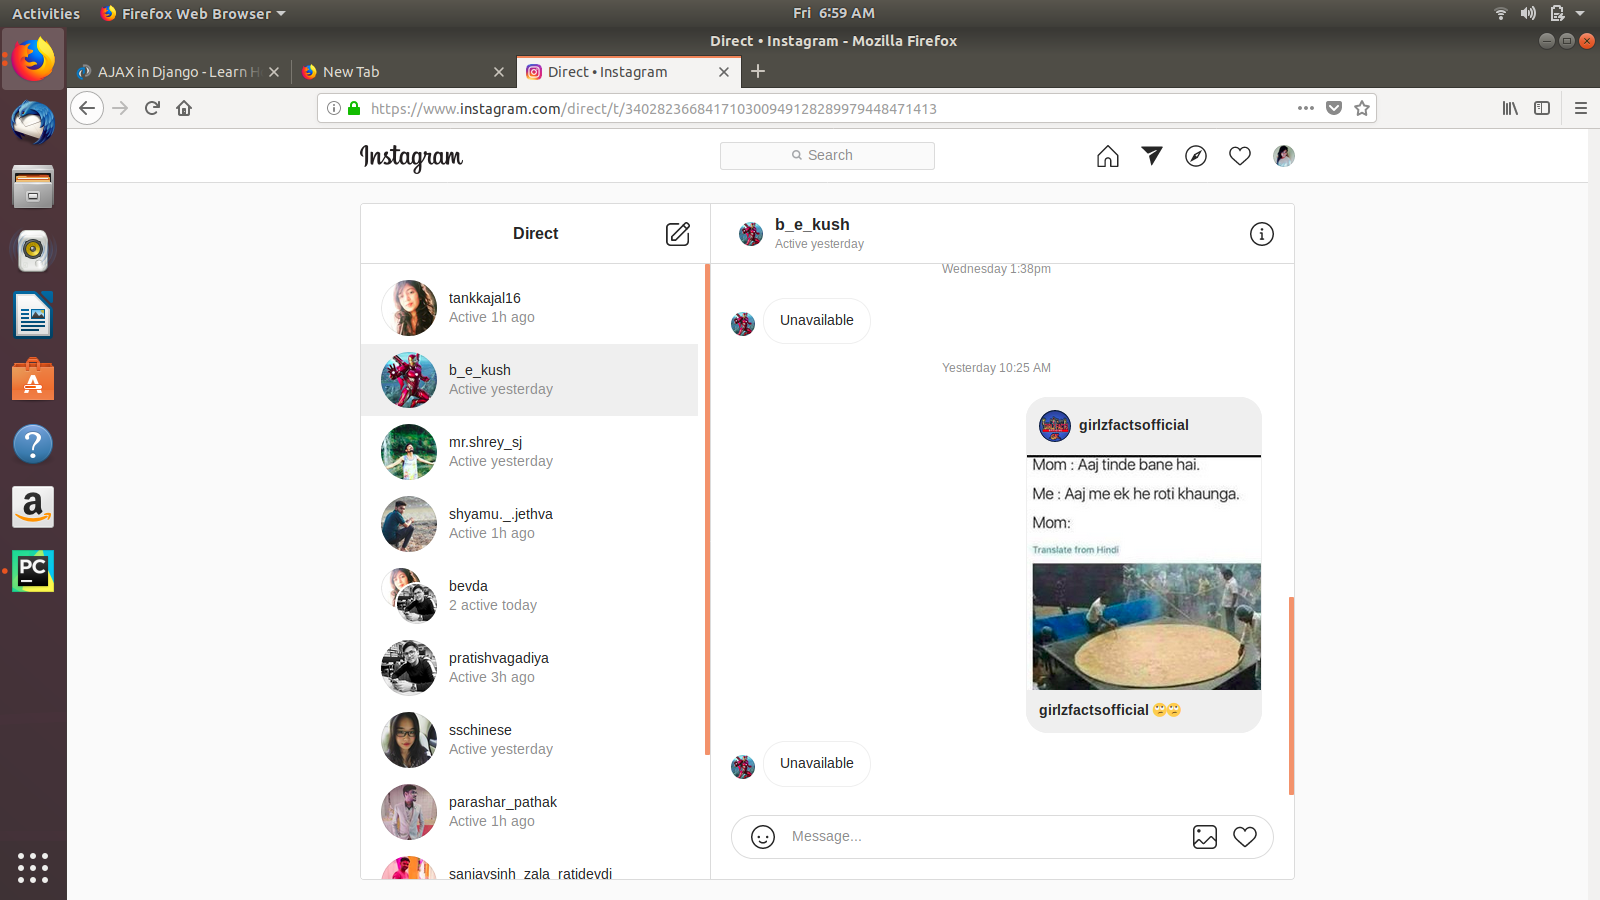 Activities
Firefox Web Browser
Fri 6:59 AM
Direct • Instagram - Mozilla Firefox
AJAX in Django - Learn H
New Tab
Direct • Instagram
https://www.instagram.com/direct/t/340282366841710300949128289979448471413
Instagram
Search
Direct
b_e_kush
Active yesterday
tankkajal16
Active 1h ago
b_e_kush
Active yesterday
mr.shrey_sj
Active yesterday
shyamu._.jethva
Active 1h ago
bevda
2 active today
pratishvagadiya
Active 3h ago
sschinese
Active yesterday
parashar_pathak
Active 1h ago
sanjaysinh_zala_ratidevdi
Wednesday 1:38pm
Unavailable
Yesterday 10:25 AM
girlzfactsofficial
Mom : Aaj tinde bane hai.
Me : Aaj me ek he roti khaunga.
Mom:
Translate from Hindi
girlzfactsofficial 🙄🙄
Unavailable
Message...
A
?
a
PC